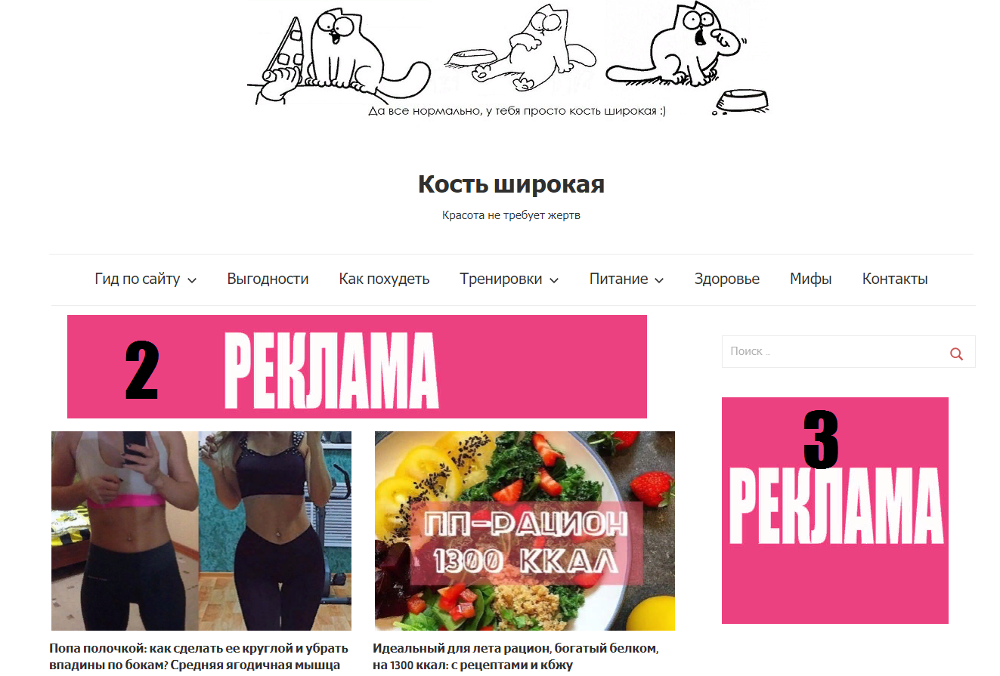 Да все нормально, у тебя просто кость широкая :)
Кость широкая
Красота не требует жертв
Гид по сайту Выгодности Как похудеть Тренировки Питание Здоровье Мифы Контакты
2 РЕКЛАМА
Поиск …
3
РЕКЛАМА
ПП-РАЦИОН
1300 ККАЛ
Попа полочкой: как сделать ее круглой и убрать
впадины по бокам? Средняя ягодичная мышца
Идеальный для лета рацион, богатый белком,
на 1300 ккал: с рецептами и кбжу